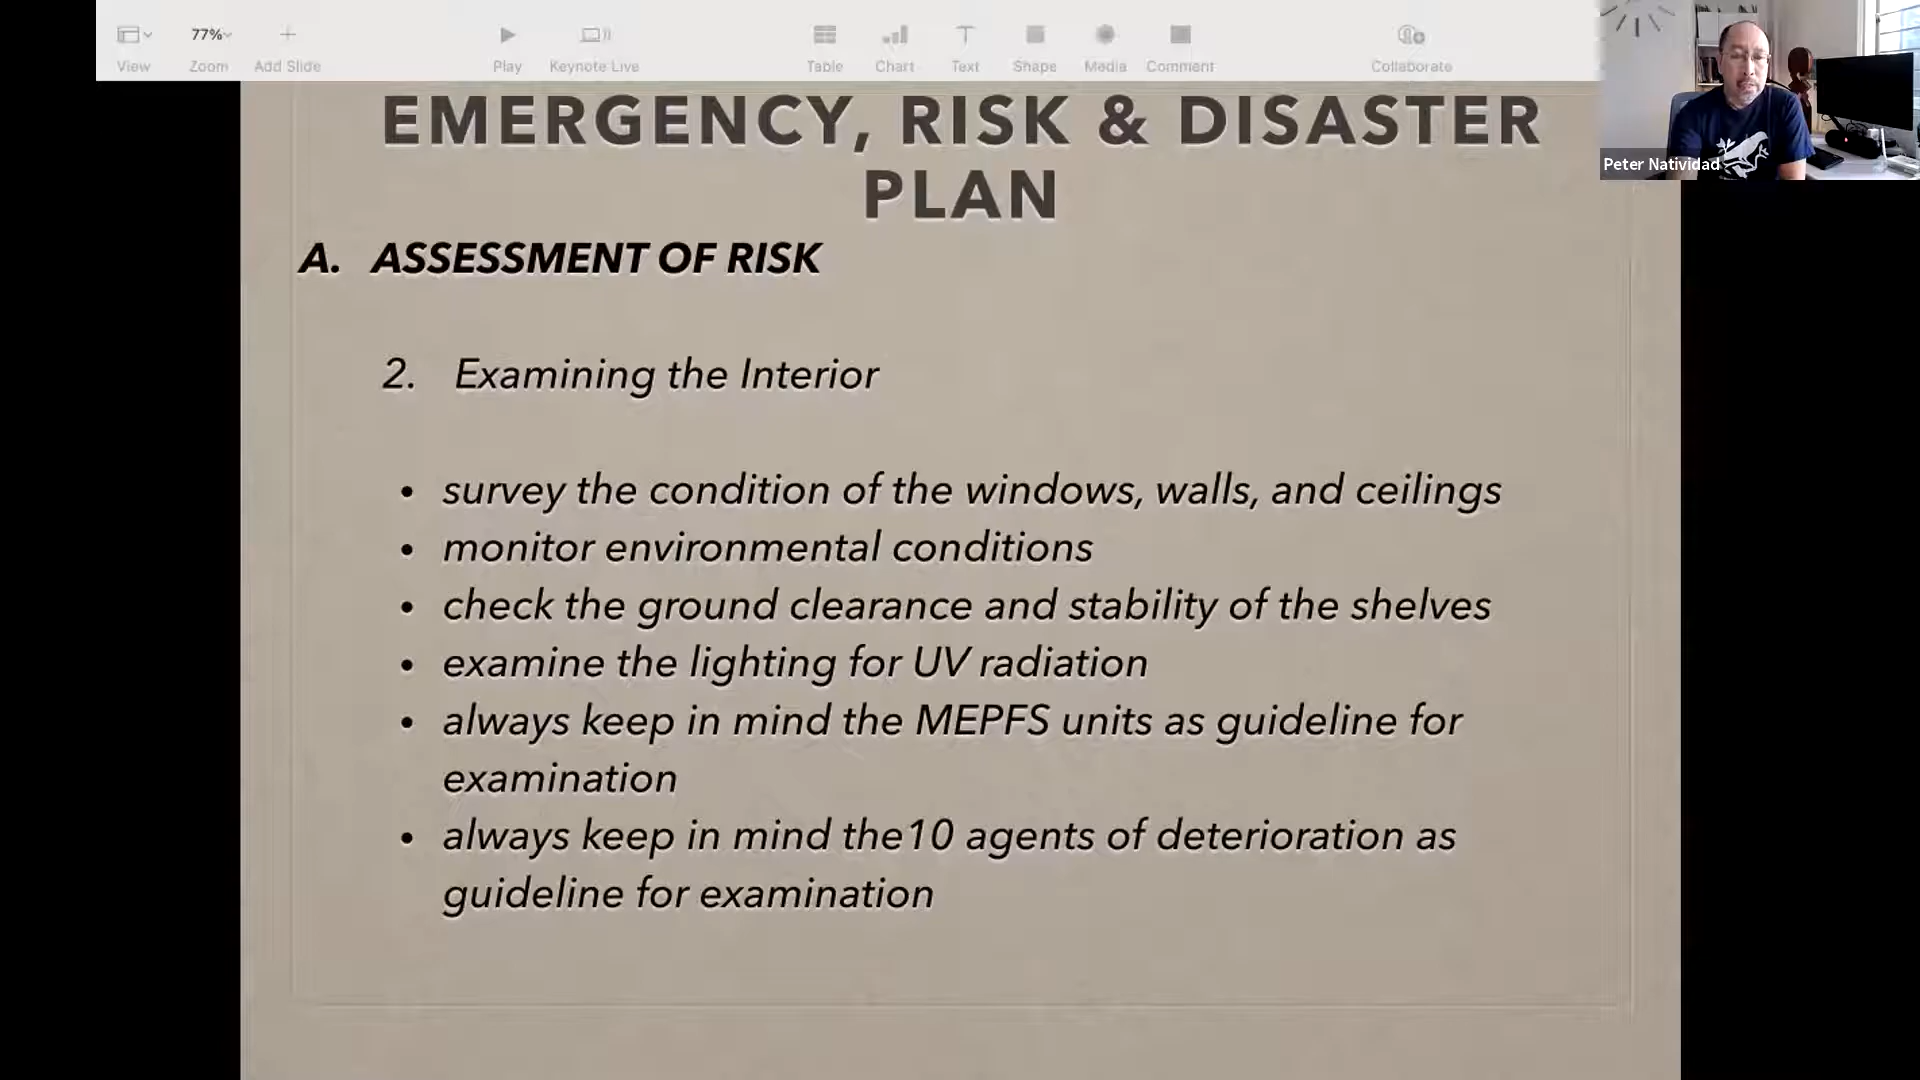 View
77%
Zoom
Add Slide
Play
Keynote Live
Table
Chart
Text
Shape
Media
Comment
Collaborate
Peter Natividad
EMERGENCY, RISK & DISASTER
PLAN
A. ASSESSMENT OF RISK
2. Examining the Interior
• survey the condition of the windows, walls, and ceilings
• monitor environmental conditions
• check the ground clearance and stability of the shelves
• examine the lighting for UV radiation
• always keep in mind the MEPFS units as guideline for
examination
• always keep in mind the10 agents of deterioration as
guideline for examination